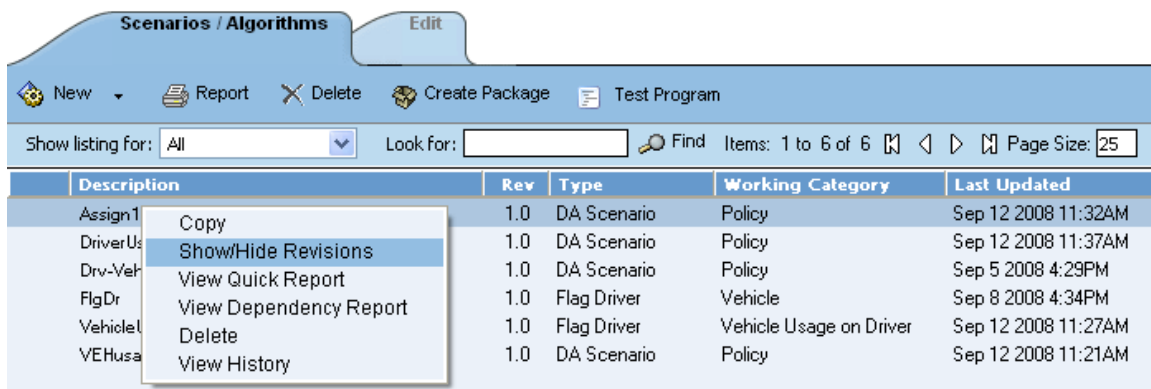 Scenarios / Algorithms Edit
New Report Delete Create Package Test Program
Show listing for: All Look for: Find Items: 1 to 6 of 6 Page Size: 25
Description Rev Type Working Category Last Updated
Assign1 1.0 DA Scenario Policy Sep 12 2008 11:32AM
DriverUs 1.0 DA Scenario Policy Sep 12 2008 11:37AM
Drv-Veh 1.0 DA Scenario Policy Sep 5 2008 4:29PM
FlgDr 1.0 Flag Driver Vehicle Sep 8 2008 4:34PM
VehicleU 1.0 Flag Driver Vehicle Usage on Driver Sep 12 2008 11:27AM
VEHusa 1.0 DA Scenario Policy Sep 12 2008 11:21AM
Copy
Show/Hide Revisions
View Quick Report
View Dependency Report
Delete
View History